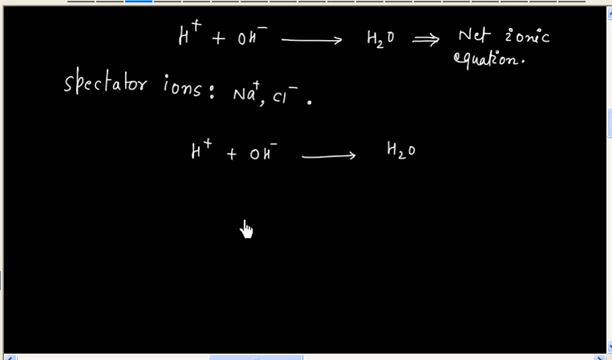 H⁺ + OH⁻ ⟶ H₂O ⇒ Net ionic
equation.
spectator ions: Na⁺, Cl⁻.
H⁺ + OH⁻ ⟶ H₂O